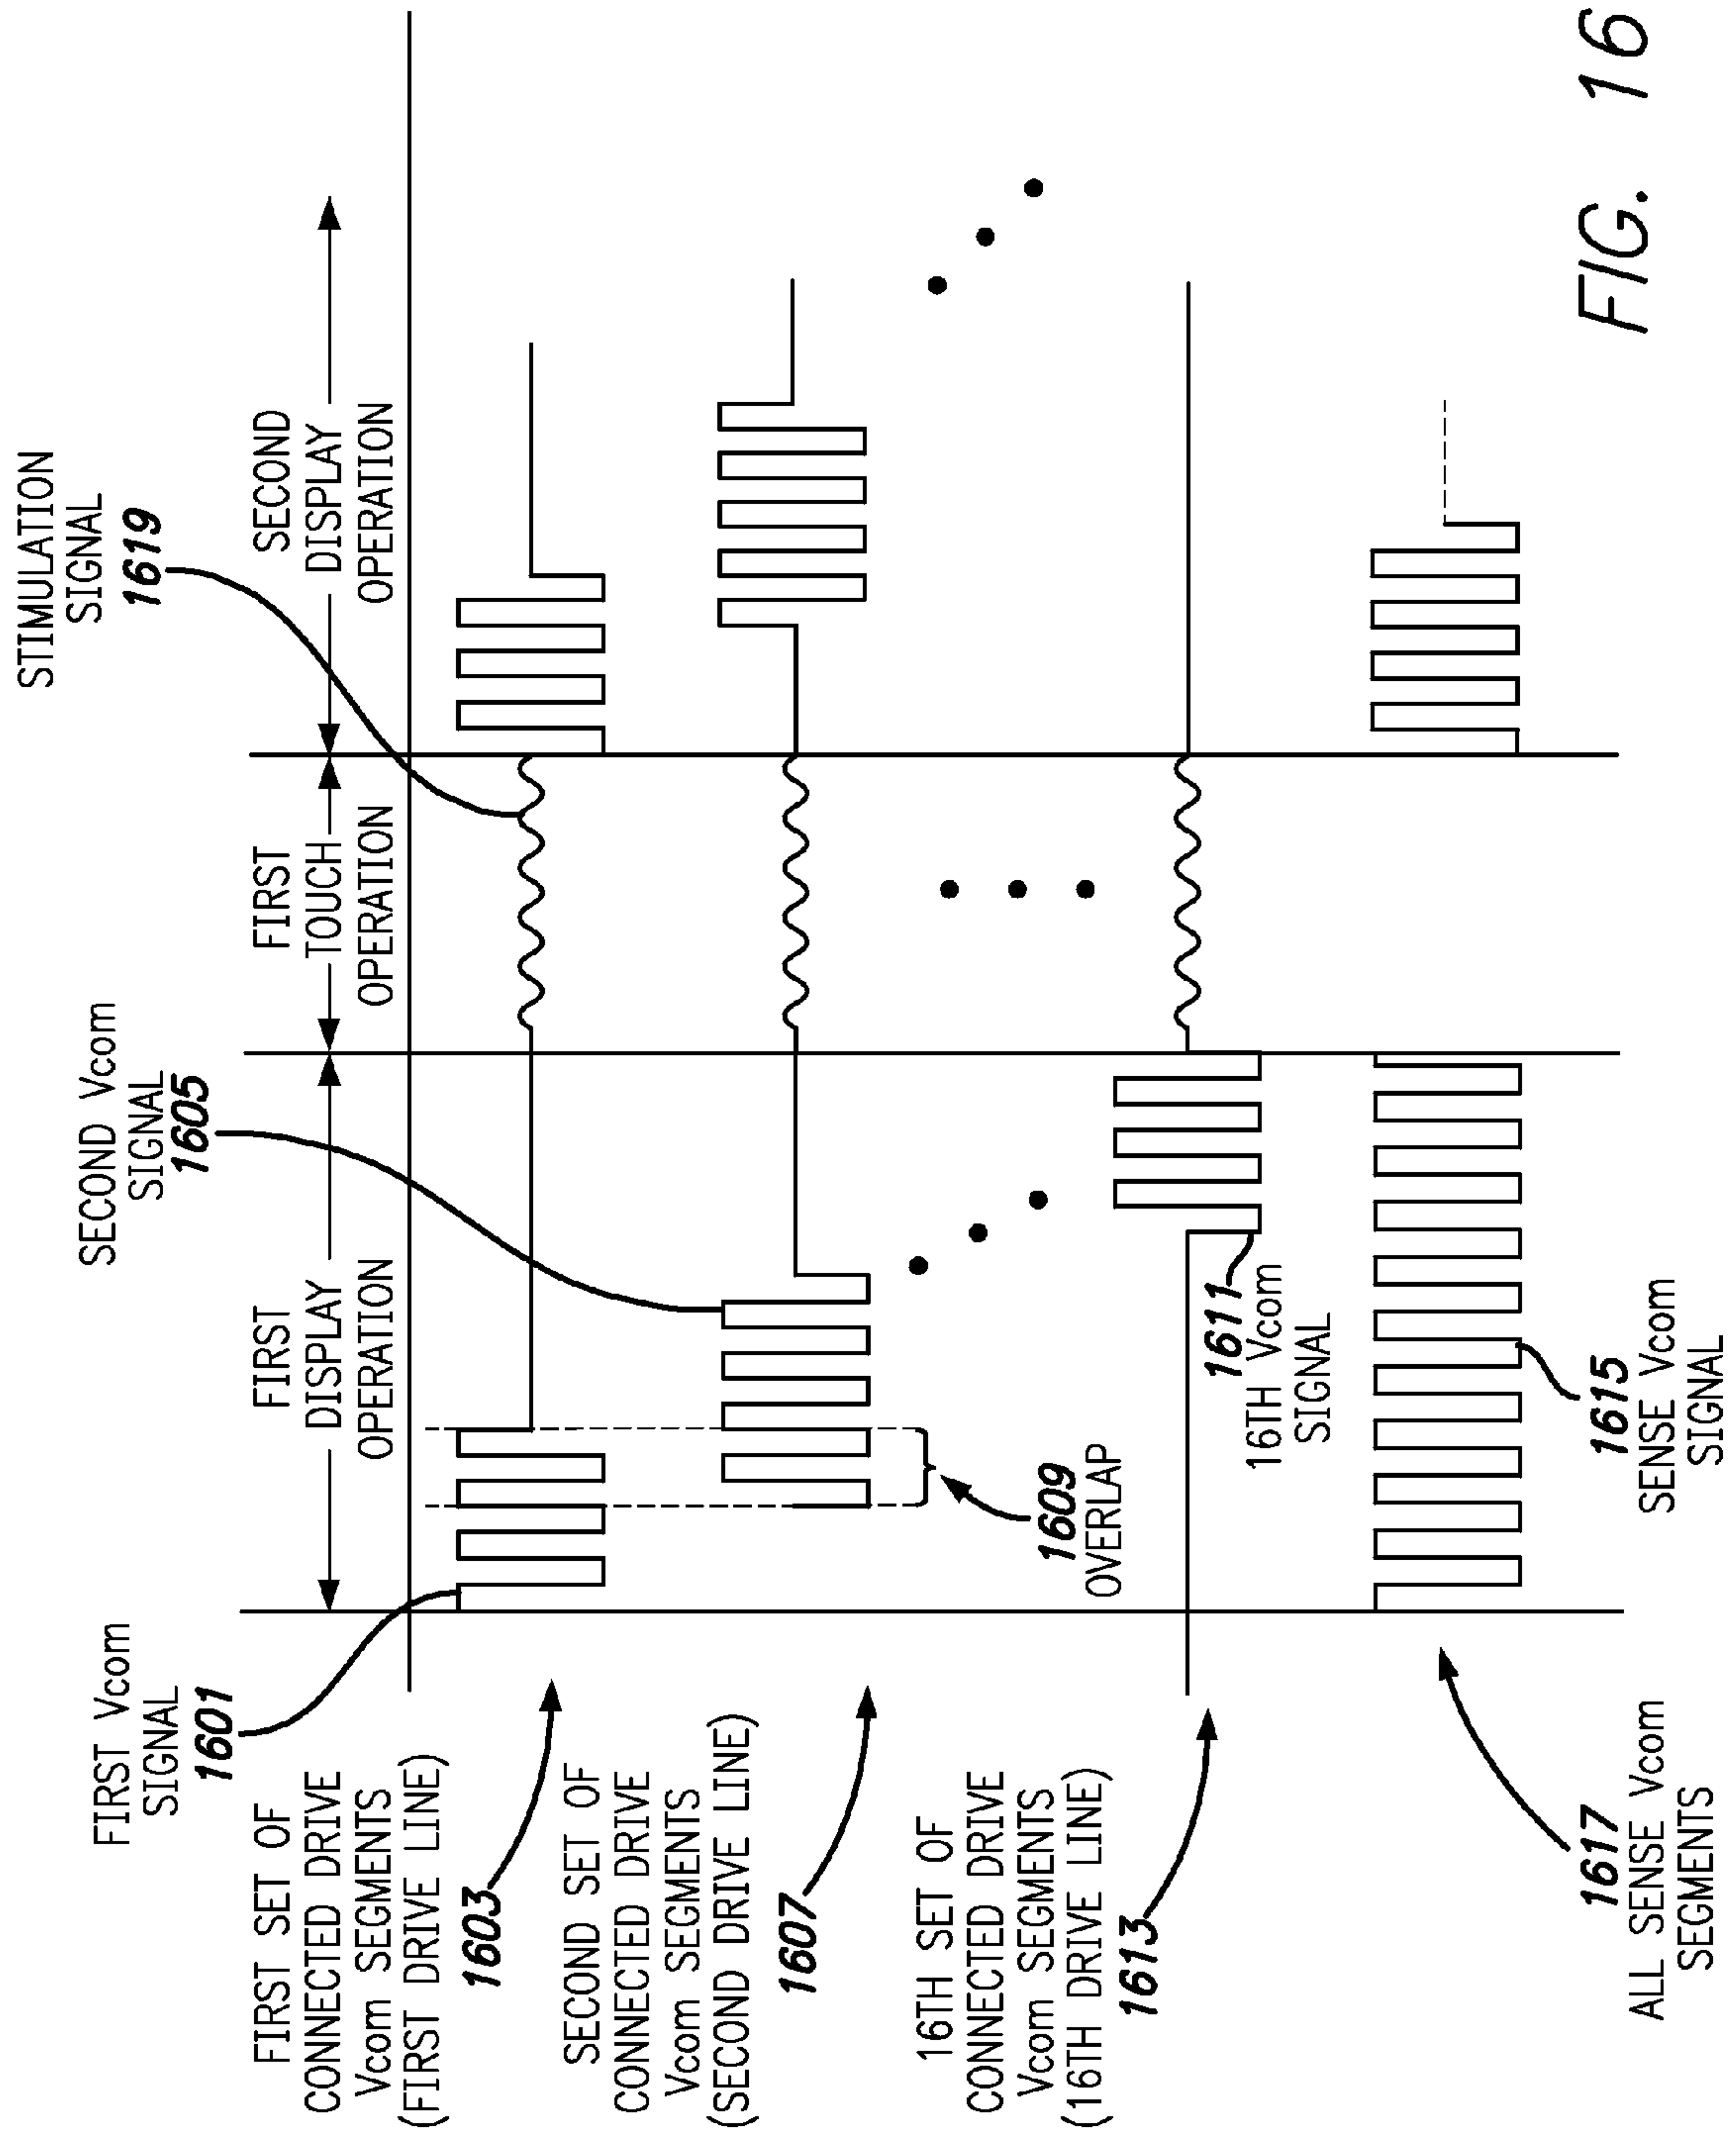 FIRST Vcom
SIGNAL
1601
SECOND Vcom
SIGNAL
1605
STIMULATION
SIGNAL
1619
FIRST
DISPLAY
OPERATION
FIRST
TOUCH
OPERATION
SECOND
DISPLAY
OPERATION
FIRST SET OF
CONNECTED DRIVE
Vcom SEGMENTS
(FIRST DRIVE LINE)
1603
SECOND SET OF
CONNECTED DRIVE
Vcom SEGMENTS
(SECOND DRIVE LINE)
1607
1609
OVERLAP
16TH SET OF
CONNECTED DRIVE
Vcom SEGMENTS
(16TH DRIVE LINE)
1613
1611
16TH Vcom
SIGNAL
1617
ALL SENSE Vcom
SEGMENTS
1615
SENSE Vcom
SIGNAL
FIG. 16